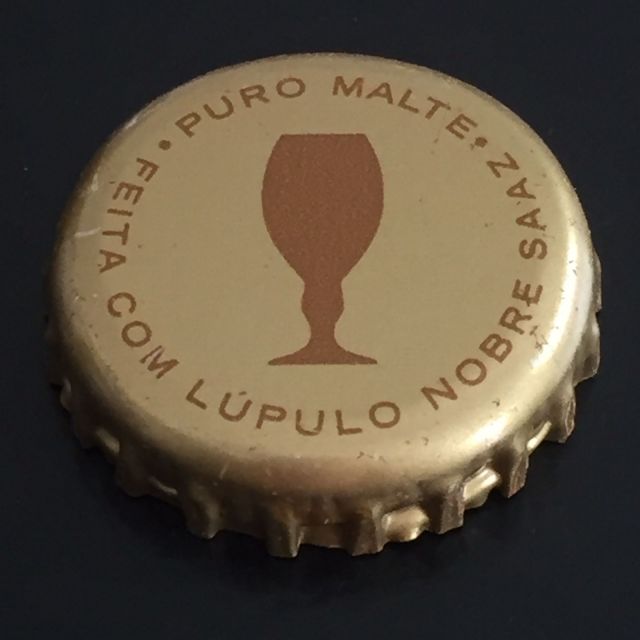 • PURO MALTE •
FEITA COM LÚPULO NOBRE SAAZ